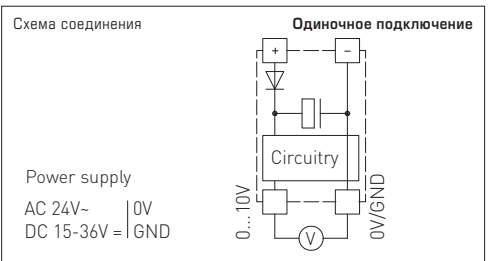 Схема соединения
Одиночное подключение
+ −
Circuitry
Power supply
AC 24V~ | 0V
DC 15-36V = | GND
0...10V
0V/GND
V